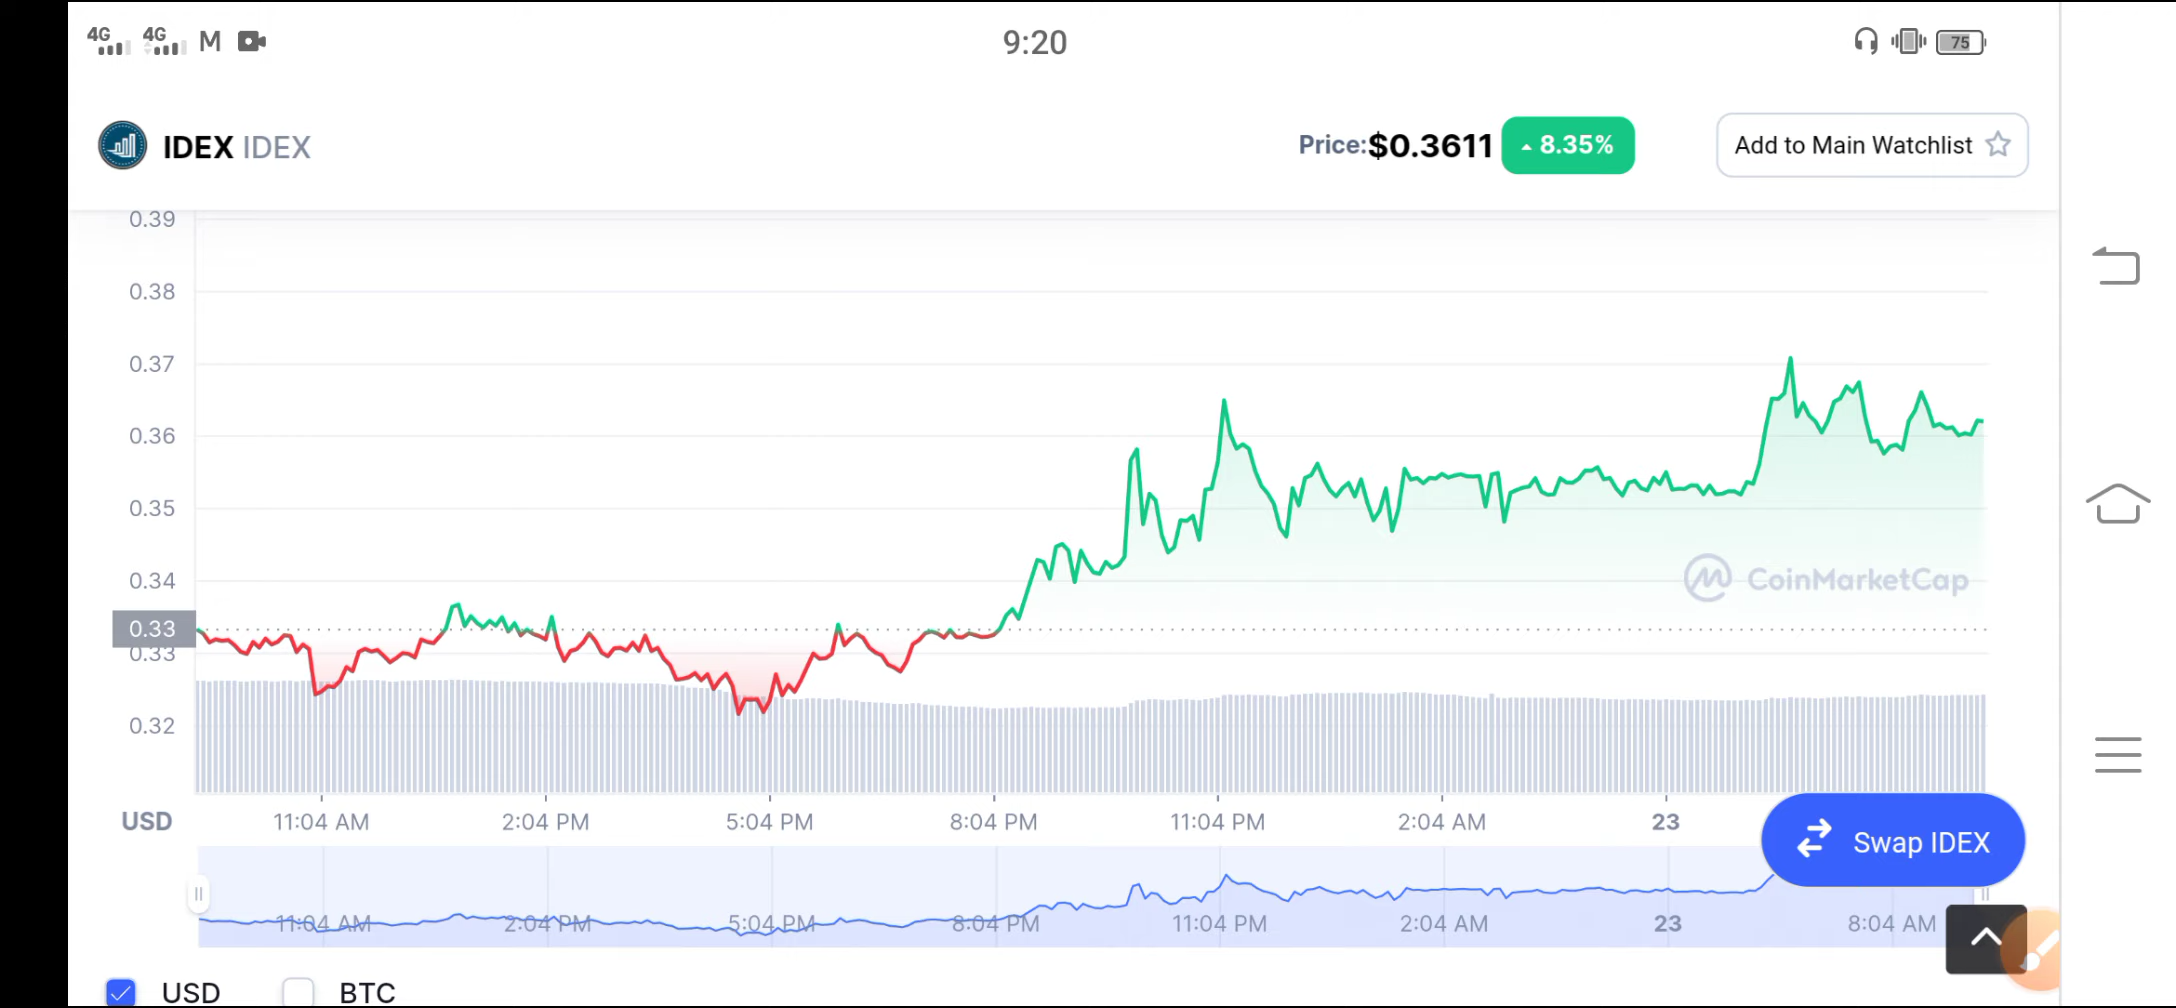 4G 4G M 9:20 75
IDEX IDEX Price:$0.3611 8.35% Add to Main Watchlist
0.39
0.38
0.37
0.36
0.35
0.34
CoinMarketCap
0.33
0.33
0.32
USD 11:04 AM 2:04 PM 5:04 PM 8:04 PM 11:04 PM 2:04 AM 23
Swap IDEX
11:04 AM 2:04 PM 5:04 PM 8:04 PM 11:04 PM 2:04 AM 23 8:04 AM
USD BTC